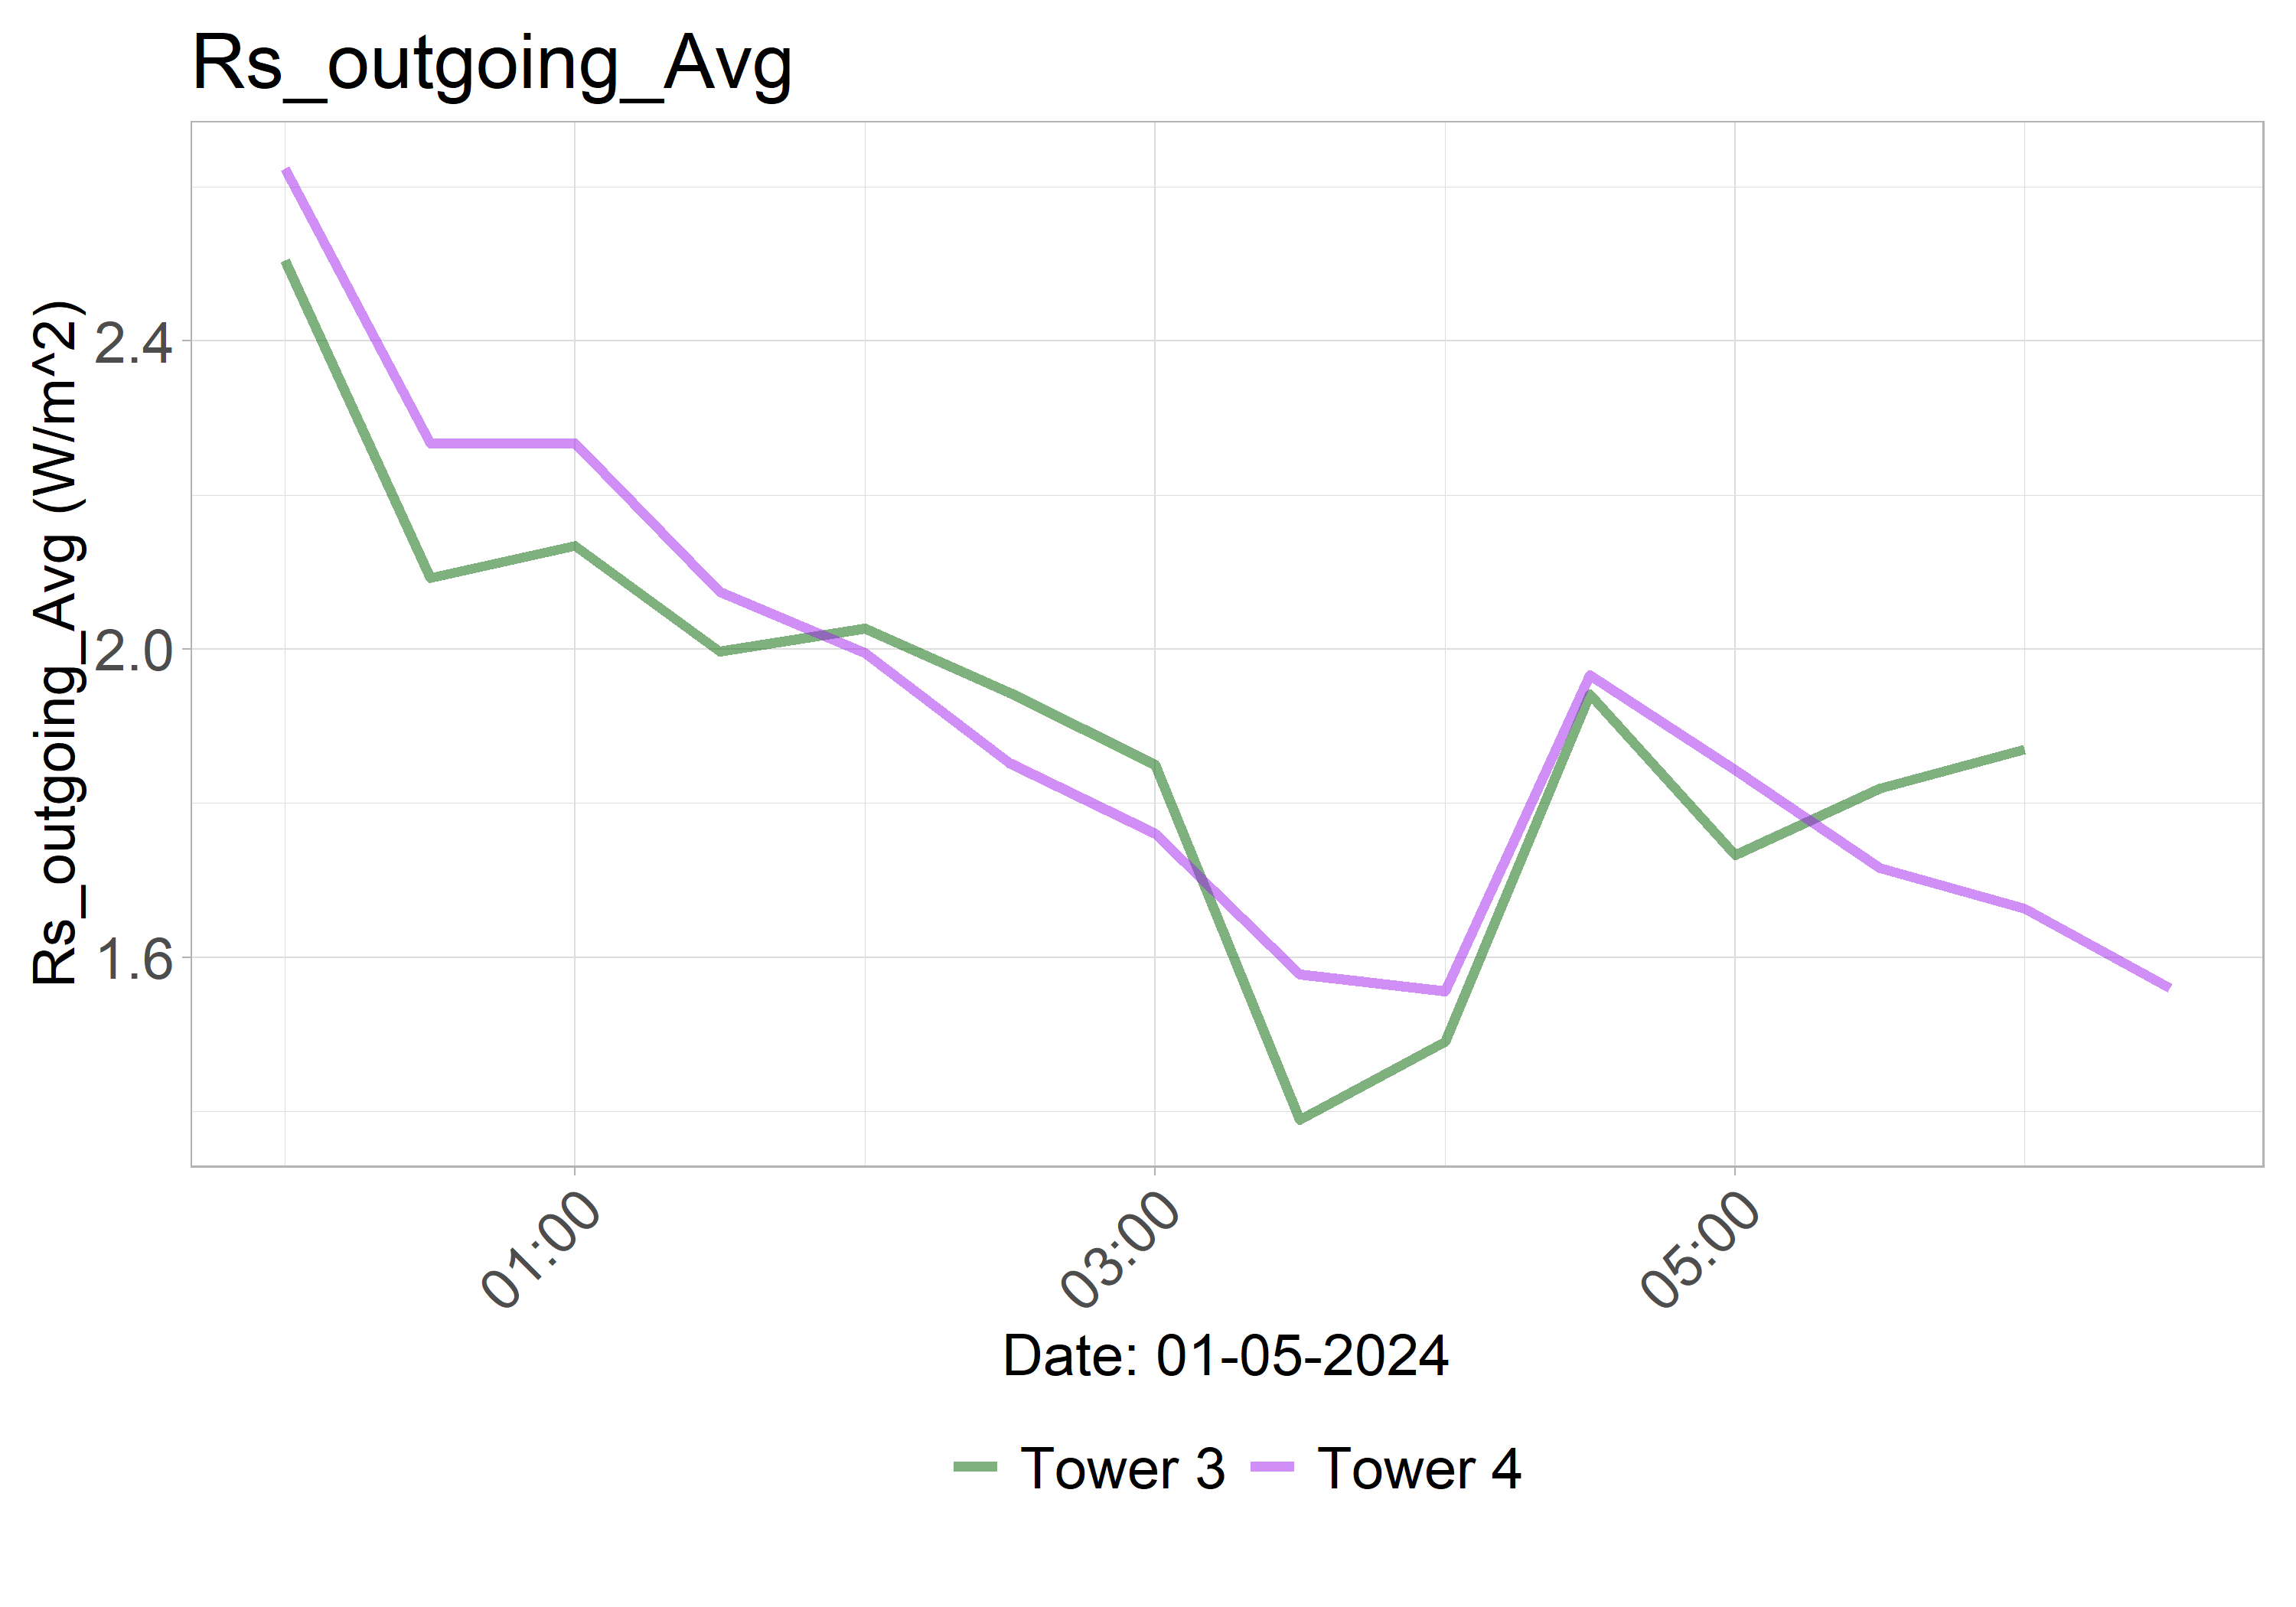 Rs_outgoing_Avg
Rs_outgoing_Avg (W/m^2)
2.4
2.0
1.6
01:00
03:00
05:00
Date: 01-05-2024
Tower 3
Tower 4